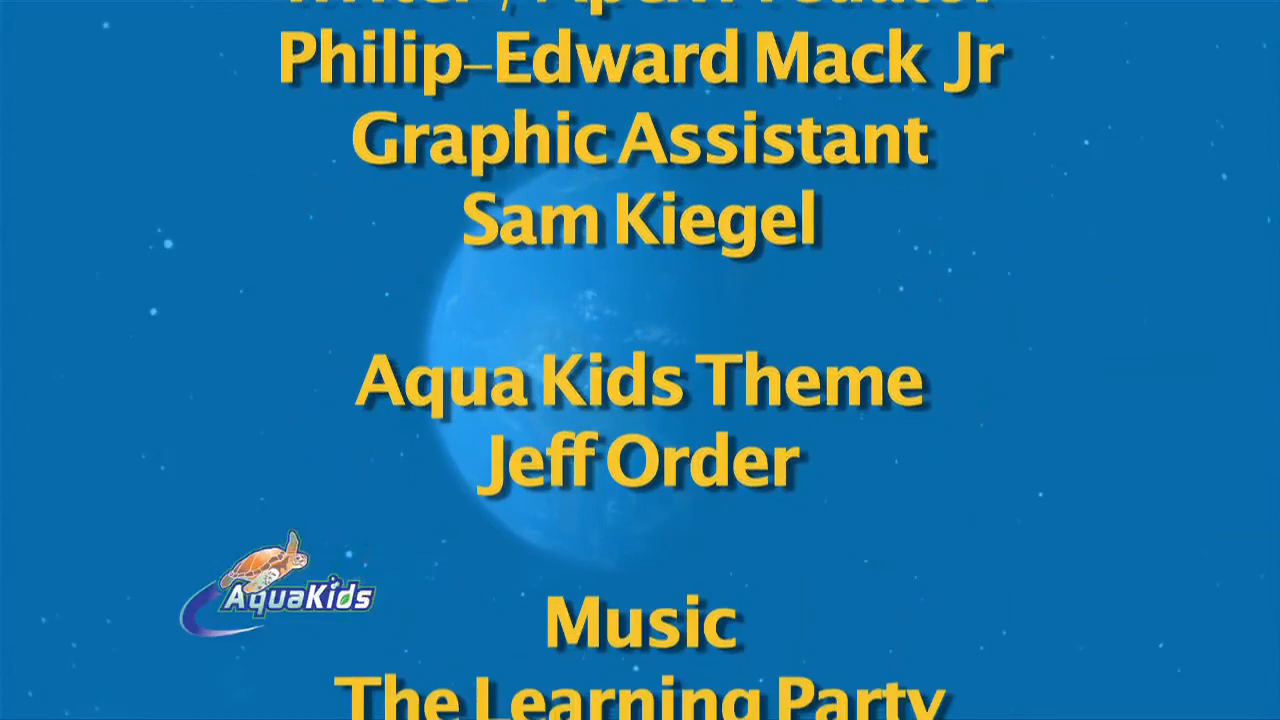 Philip–Edward Mack Jr
Graphic Assistant
Sam Kiegel
Aqua Kids Theme
Jeff Order
AquaKids
Music
The Learning Party